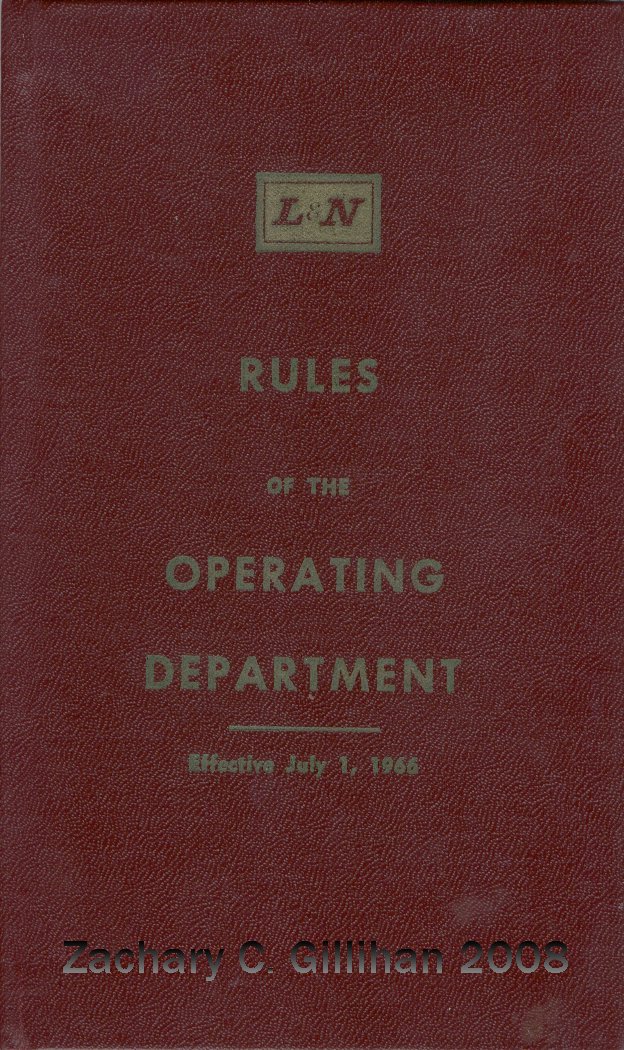 L&N
RULES
OF THE
OPERATING
DEPARTMENT
Effective July 1, 1966
Zachary C. Gillihan 2008